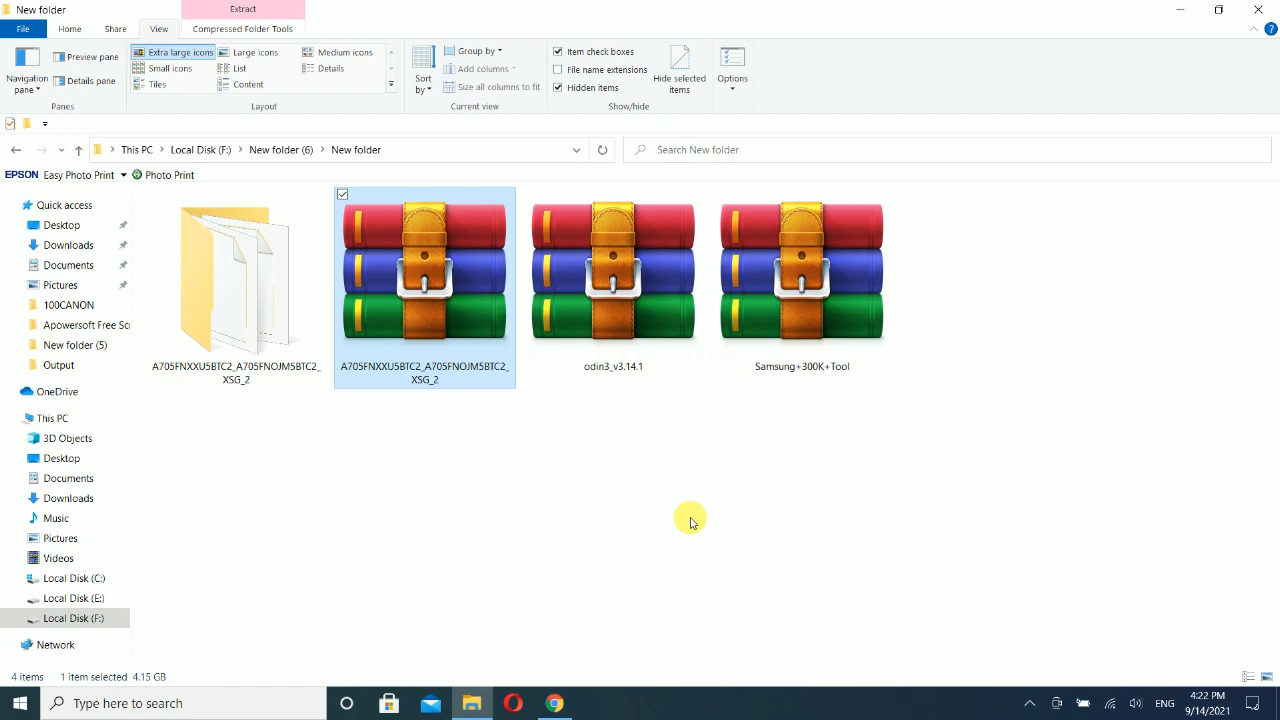 New folder
Extract
File
Home
Share
View
Compressed Folder Tools
Navigation pane
Preview pane
Details pane
Panes
Extra large icons
Large icons
Medium icons
Small icons
List
Details
Tiles
Content
Layout
Sort by
Group by
Add columns
Size all columns to fit
Current view
Item check boxes
File name extensions
Hidden items
Hide selected items
Show/hide
Options
This PC
Local Disk (F:)
New folder (6)
New folder
Search New folder
EPSON Easy Photo Print
Photo Print
Quick access
Desktop
Downloads
Documents
Pictures
100CANON
Apowersoft Free Scr
New folder (5)
Output
OneDrive
This PC
3D Objects
Desktop
Documents
Downloads
Music
Pictures
Videos
Local Disk (C:)
Local Disk (E:)
Local Disk (F:)
Network
A705FNXXU5BTC2_A705FNOJM5BTC2_
XSG_2
A705FNXXU5BTC2_A705FNOJM5BTC2_
XSG_2
odin3_v3.14.1
Samsung+300K+Tool
4 items
1 item selected 4.15 GB
Type here to search
ENG
4:22 PM
9/14/2021